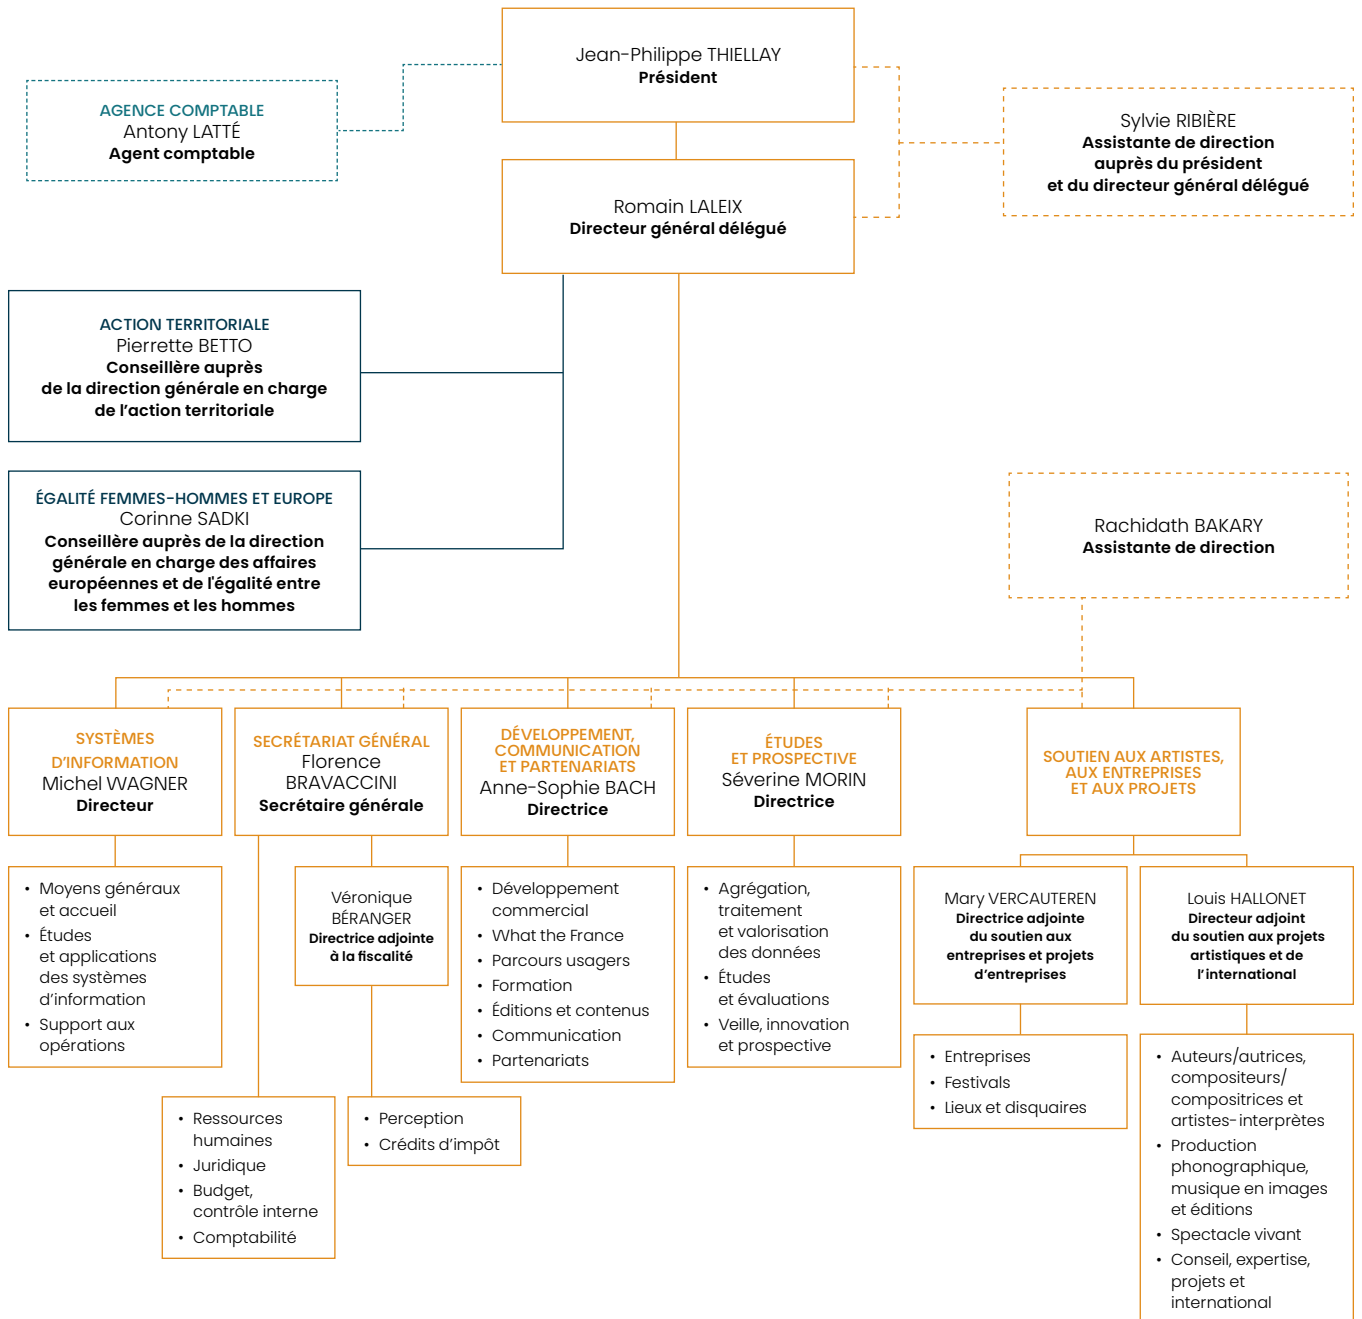 Jean-Philippe THIELLAY
Président
AGENCE COMPTABLE
Antony LATTÉ
Agent comptable
Sylvie RIBIÈRE
Assistante de direction
auprès du président
et du directeur général délégué
Romain LALEIX
Directeur général délégué
ACTION TERRITORIALE
Pierrette BETTO
Conseillère auprès
de la direction générale en charge
de l’action territoriale
ÉGALITÉ FEMMES-HOMMES ET EUROPE
Corinne SADKI
Conseillère auprès de la direction
générale en charge des affaires
européennes et de l'égalité entre
les femmes et les hommes
Rachidath BAKARY
Assistante de direction
SYSTÈMES
D’INFORMATION
Michel WAGNER
Directeur
SECRÉTARIAT GÉNÉRAL
Florence
BRAVACCINI
Secrétaire générale
DÉVELOPPEMENT,
COMMUNICATION
ET PARTENARIATS
Anne-Sophie BACH
Directrice
ÉTUDES
ET PROSPECTIVE
Séverine MORIN
Directrice
SOUTIEN AUX ARTISTES,
AUX ENTREPRISES
ET AUX PROJETS
• Moyens généraux
et accueil
• Études
et applications
des systèmes
d’information
• Support aux
opérations
Véronique
BÉRANGER
Directrice adjointe
à la fiscalité
• Développement
commercial
• What the France
• Parcours usagers
• Formation
• Éditions et contenus
• Communication
• Partenariats
• Agrégation,
traitement
et valorisation
des données
• Études
et évaluations
• Veille, innovation
et prospective
Mary VERCAUTEREN
Directrice adjointe
du soutien aux
entreprises et projets
d’entreprises
Louis HALLONET
Directeur adjoint
du soutien aux projets
artistiques et de
l’international
• Ressources
humaines
• Juridique
• Budget,
contrôle interne
• Comptabilité
• Perception
• Crédits d’impôt
• Entreprises
• Festivals
• Lieux et disquaires
• Auteurs/autrices,
compositeurs/
compositrices et
artistes-interprètes
• Production
phonographique,
musique en images
et éditions
• Spectacle vivant
• Conseil, expertise,
projets et
international